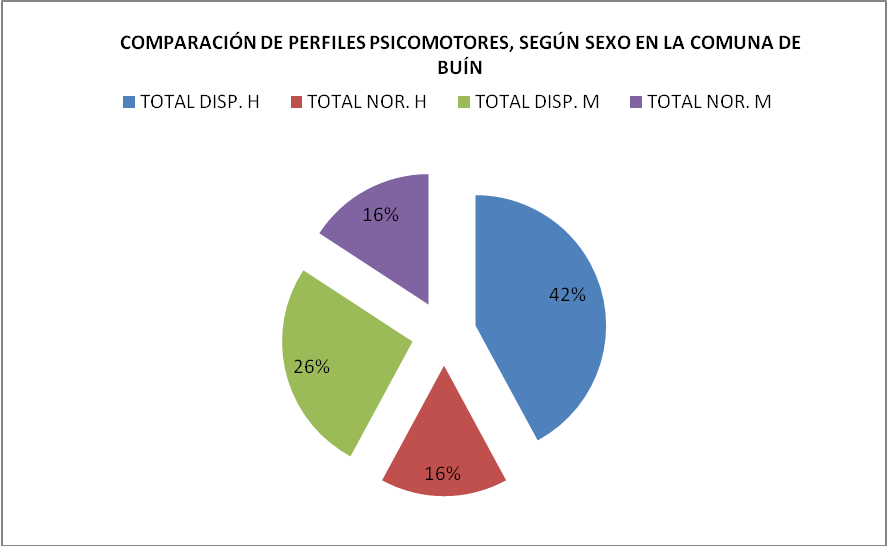 COMPARACIÓN DE PERFILES PSICOMOTORES, SEGÚN SEXO EN LA COMUNA DE
BUÍN
TOTAL DISP. H TOTAL NOR. H TOTAL DISP. M TOTAL NOR. M
16%
42%
26%
16%